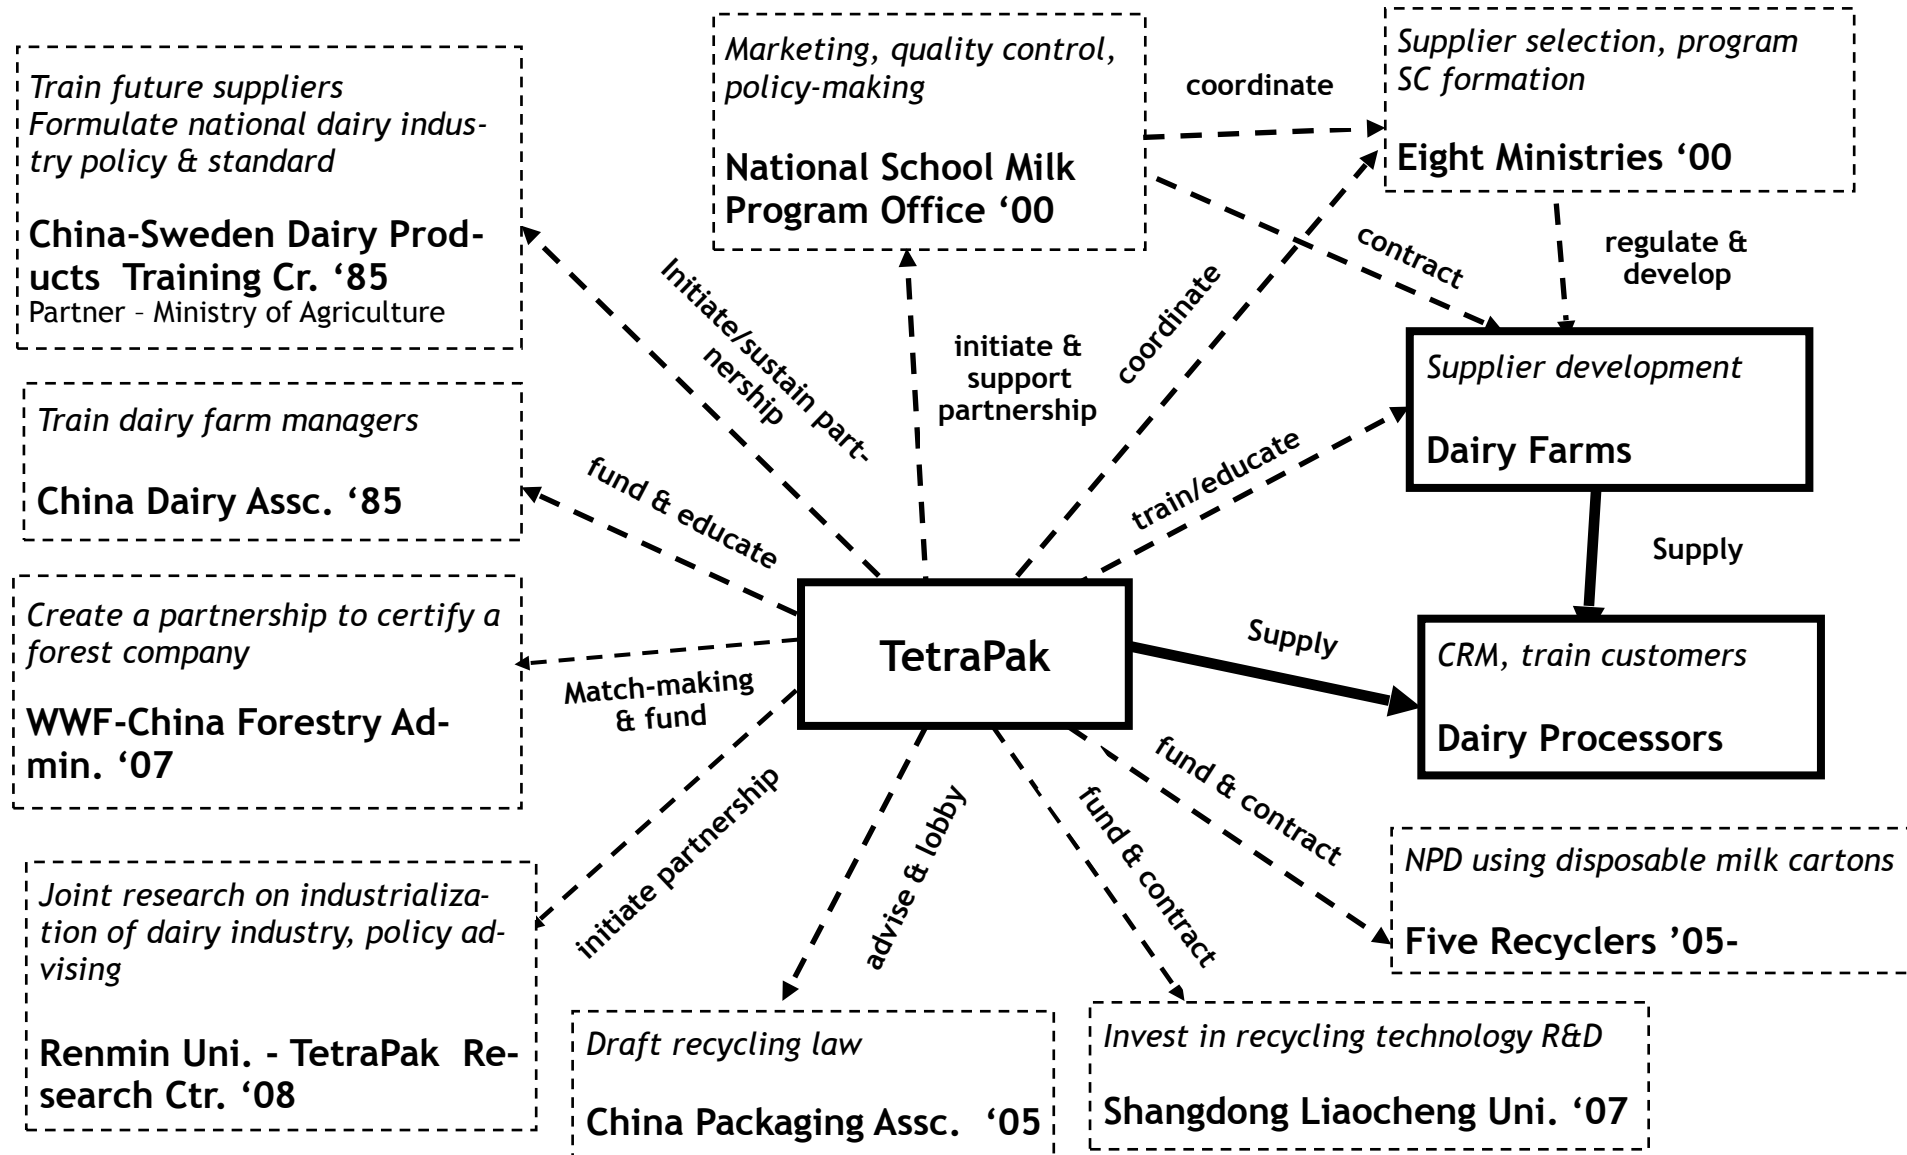 Train future suppliers
Formulate national dairy indus-
try policy & standard
China-Sweden Dairy Prod-
ucts Training Cr. ‘85
Partner – Ministry of Agriculture
Marketing, quality control,
policy-making
National School Milk
Program Office ‘00
coordinate
Supplier selection, program
SC formation
Eight Ministries ‘00
contract
regulate &
develop
Initiate/sustain part-
nership
initiate &
support
partnership
coordinate
train/educate
Supplier development
Dairy Farms
Train dairy farm managers
China Dairy Assc. ‘85
fund & educate
Supply
Create a partnership to certify a
forest company
WWF-China Forestry Ad-
min. ‘07
Match-making
& fund
TetraPak
Supply
CRM, train customers
Dairy Processors
Joint research on industrializa-
tion of dairy industry, policy ad-
vising
Renmin Uni. - TetraPak Re-
search Ctr. ‘08
initiate partnership
advise & lobby
fund & contract
fund & contract
NPD using disposable milk cartons
Five Recyclers ’05-
Draft recycling law
China Packaging Assc. ‘05
Invest in recycling technology R&D
Shangdong Liaocheng Uni. ‘07